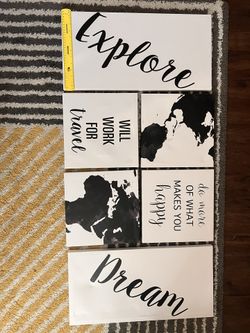 Explore
WILL
WORK
FOR
travel
do more
OF WHAT
MAKES YOU
happy
Dream